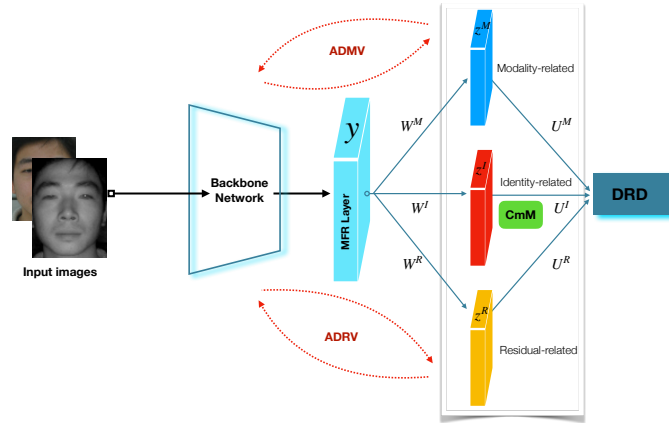 ADMV
z^M
Modality-related
y
W^M
U^M
Backbone
Network
MFR Layer
z^I
Identity-related
W^I
CmM
U^I
DRD
Input images
W^R
U^R
ADRV
z^R
Residual-related